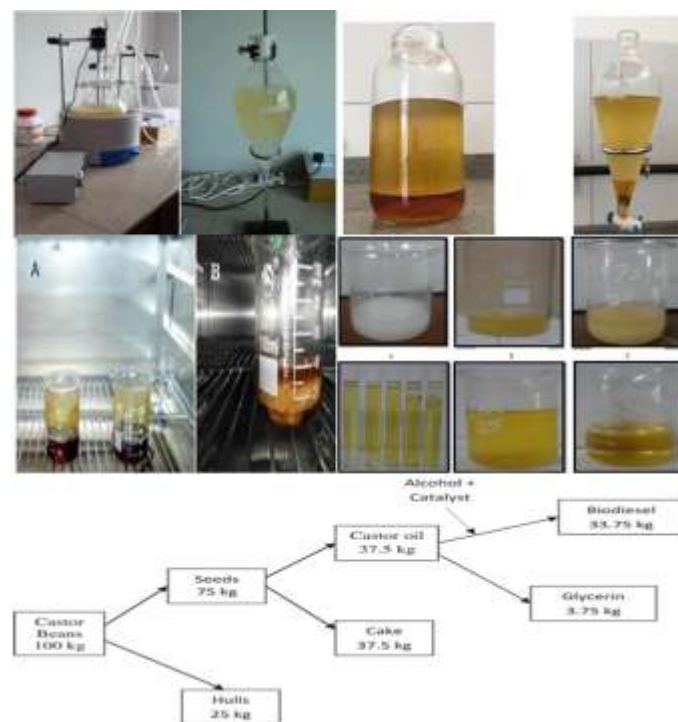 A
B
Alcohol +
Catalyst
Biodiesel
33.75 kg
Castor oil
37.5 kg
Seeds
75 kg
Glycerin
3.75 kg
Castor
Beans
100 kg
Cake
37.5 kg
Hulls
25 kg